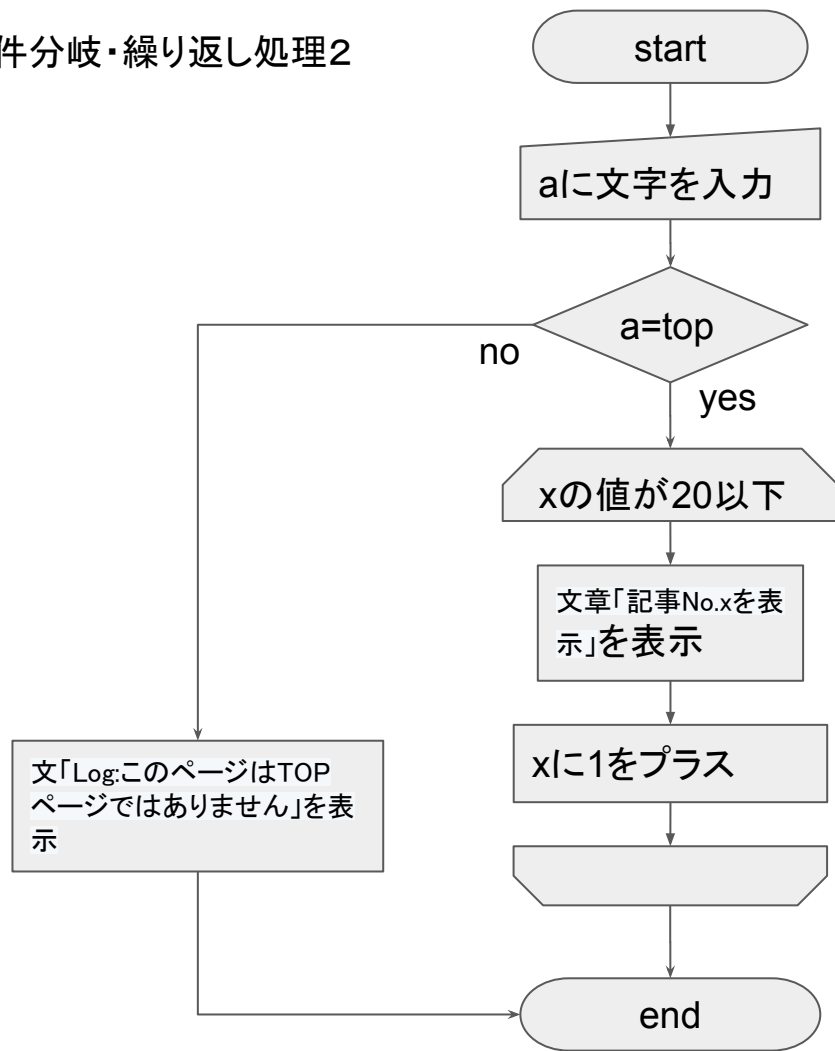 件分岐・繰り返し処理2
start
aに文字を入力
a=top
no
yes
xの値が20以下
文章「記事No.xを表
示」を表示
xに1をプラス
文「Log:このページはTOP
ページではありません」を表
示
end